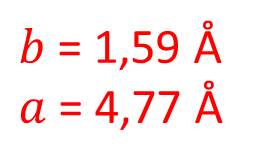 b = 1,59 Å
a = 4,77 Å